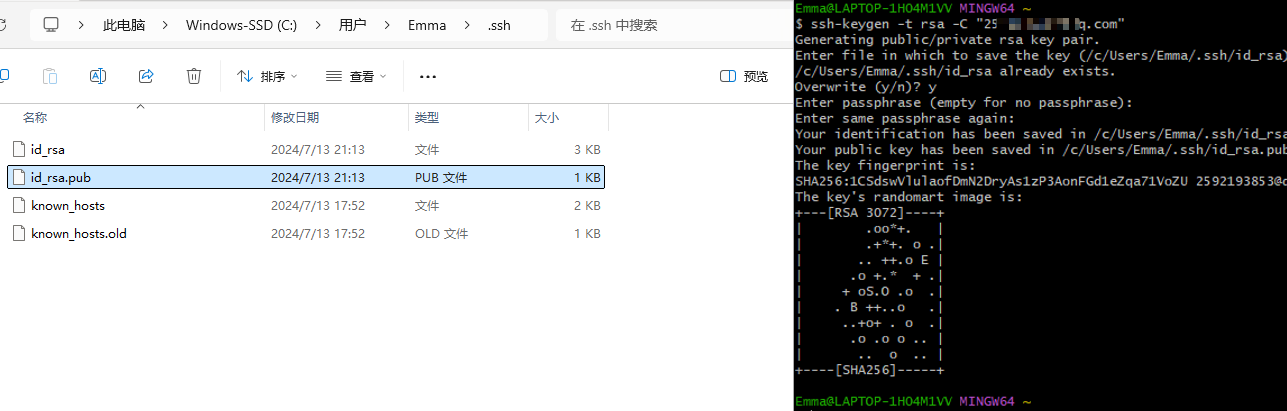 此电脑 > Windows-SSD (C:) > 用户 > Emma > .ssh
在 .ssh 中搜索
排序 查看 ... 预览
名称 修改日期 类型 大小
id_rsa 2024/7/13 21:13 文件 3 KB
id_rsa.pub 2024/7/13 21:13 PUB 文件 1 KB
known_hosts 2024/7/13 17:52 文件 2 KB
known_hosts.old 2024/7/13 17:52 OLD 文件 1 KB
Emma@LAPTOP-1HO4M1VV MINGW64 ~
$ ssh-keygen -t rsa -C "25 q.com"
Generating public/private rsa key pair.
Enter file in which to save the key (/c/Users/Emma/.ssh/id_rsa)
/c/Users/Emma/.ssh/id_rsa already exists.
Overwrite (y/n)? y
Enter passphrase (empty for no passphrase):
Enter same passphrase again:
Your identification has been saved in /c/Users/Emma/.ssh/id_rsa
Your public key has been saved in /c/Users/Emma/.ssh/id_rsa.pub
The key fingerprint is:
SHA256:1CSdswVlulaofDmN2DryAs1zP3AonFGd1eZqa71VoZU 2592193853@
The key's randomart image is:
+---[RSA 3072]----+
|        .oo*+.   |
|        .+*+. o .|
|       .. ++.o E |
|      .o +.*  + .|
|     + oS.O .o  .|
|    . B ++..o   .|
|     ..+o+ . o  .|
|      .o .o o .. |
|       ..  o  .. |
+----[SHA256]-----+
Emma@LAPTOP-1HO4M1VV MINGW64 ~